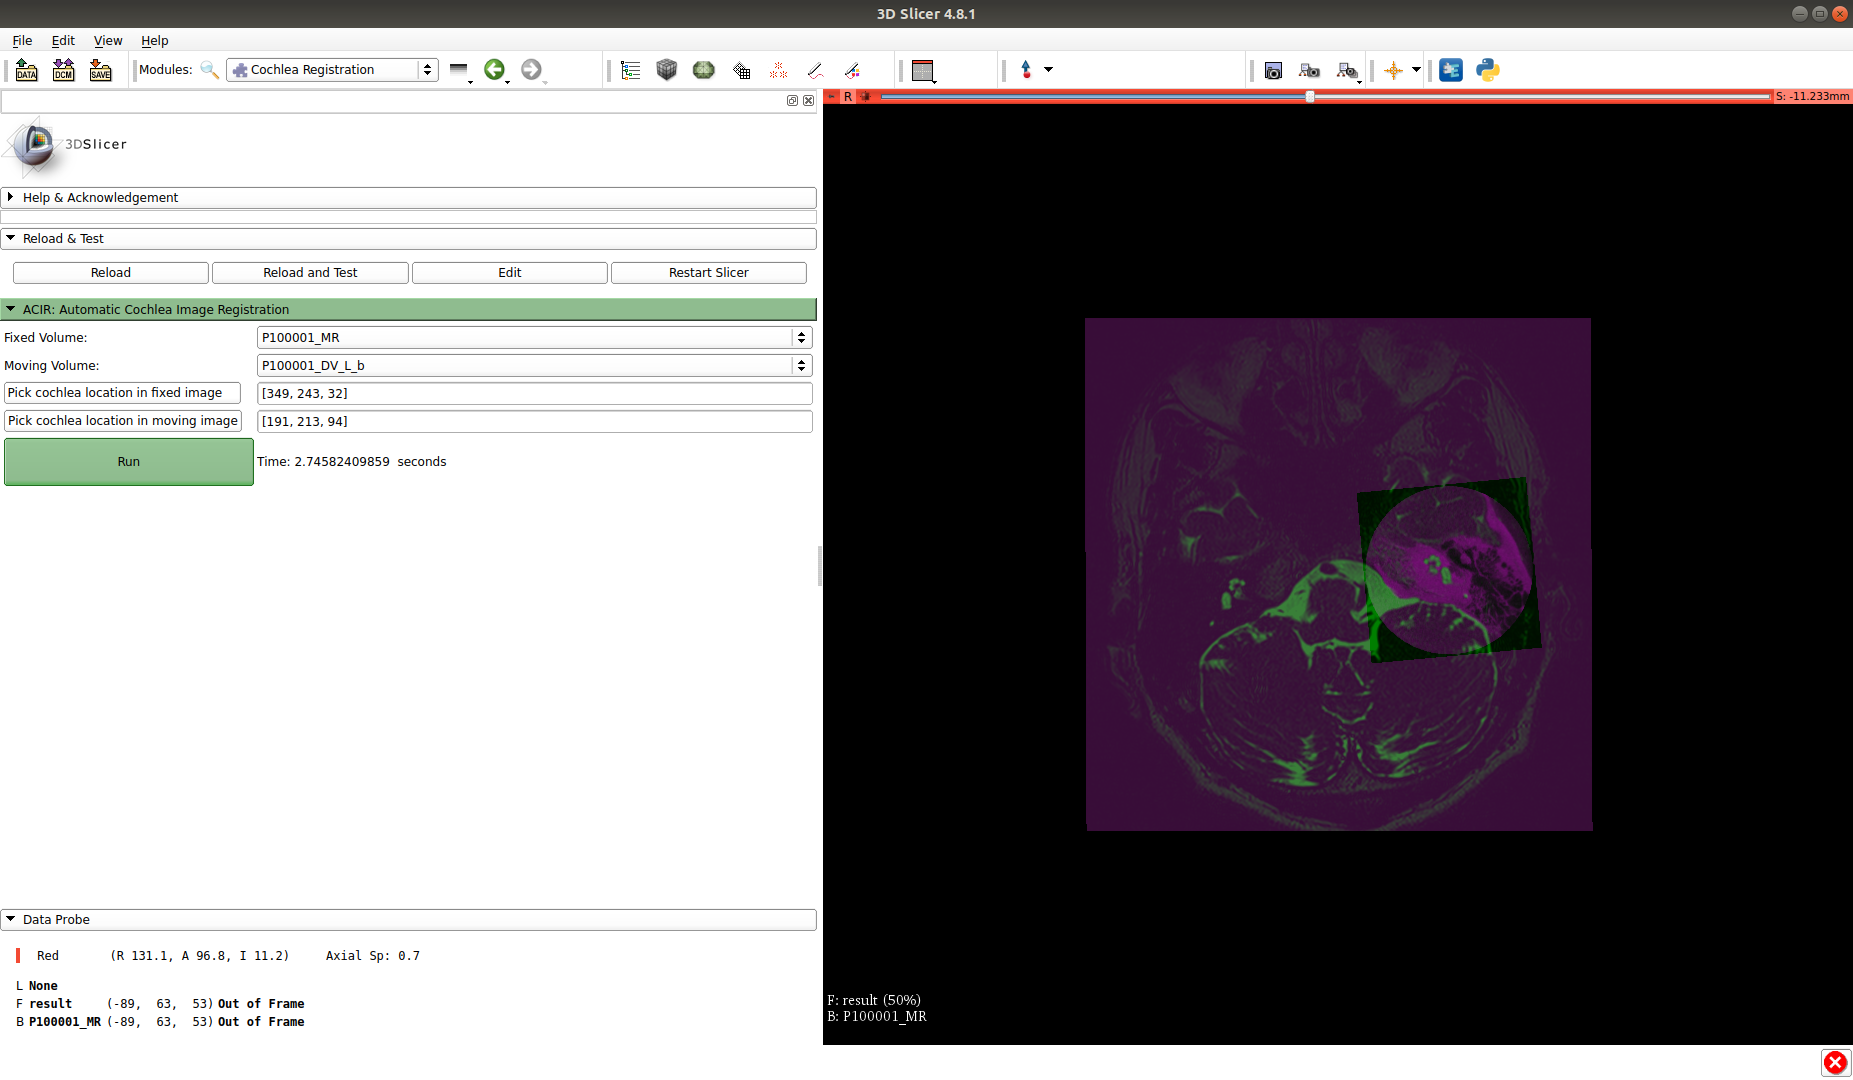 3D Slicer 4.8.1
File Edit View Help
DATA DCM SAVE Modules: Cochlea Registration
R S: -11.233mm
3DSlicer
Help & Acknowledgement
Reload & Test
Reload Reload and Test Edit Restart Slicer
ACIR: Automatic Cochlea Image Registration
Fixed Volume: P100001_MR
Moving Volume: P100001_DV_L_b
Pick cochlea location in fixed image [349, 243, 32]
Pick cochlea location in moving image [191, 213, 94]
Run Time: 2.74582409859 seconds
Data Probe
Red (R 131.1, A 96.8, I 11.2) Axial Sp: 0.7
L None
F result (-89, 63, 53) Out of Frame
B P100001_MR (-89, 63, 53) Out of Frame
F: result (50%)
B: P100001_MR